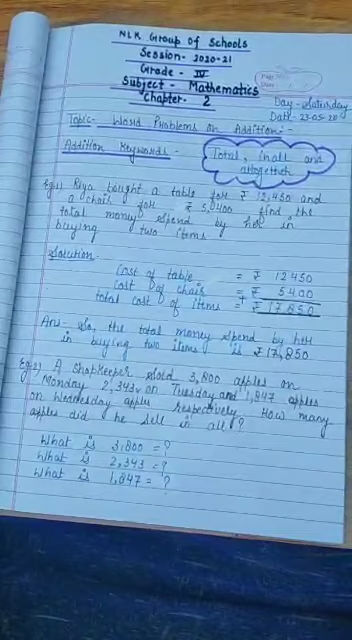 NLK Group of Schools
Session - 2020-21
Grade - IV
Subject - Mathematics
Chapter - 2
Day - Saturday
Date - 23-05-20
Topic - Word Problems on Addition:-
Addition Keywords -
Total, Inall and
altogether
Eg:1) Riya bought a table for ₹ 12,450 and
a chair for ₹ 5,400 find the
total money spend by her in
buying two items
Solution
Cost of table = ₹ 12450
Cost of chair = ₹ 5400
total cost of items = + ₹ 17,850
Ans- So, the total money spend by her
in buying two items is ₹ 17,850
Eg:2) A shopkeeper sold 3,800 apples on
Monday 2,343 on Tuesday and 1,847 apples
on Wednesday apples respectively. How many
apples did he sell in all?
What is 3,800 = ?
What is 2,343 = ?
What is 1,847 = ?